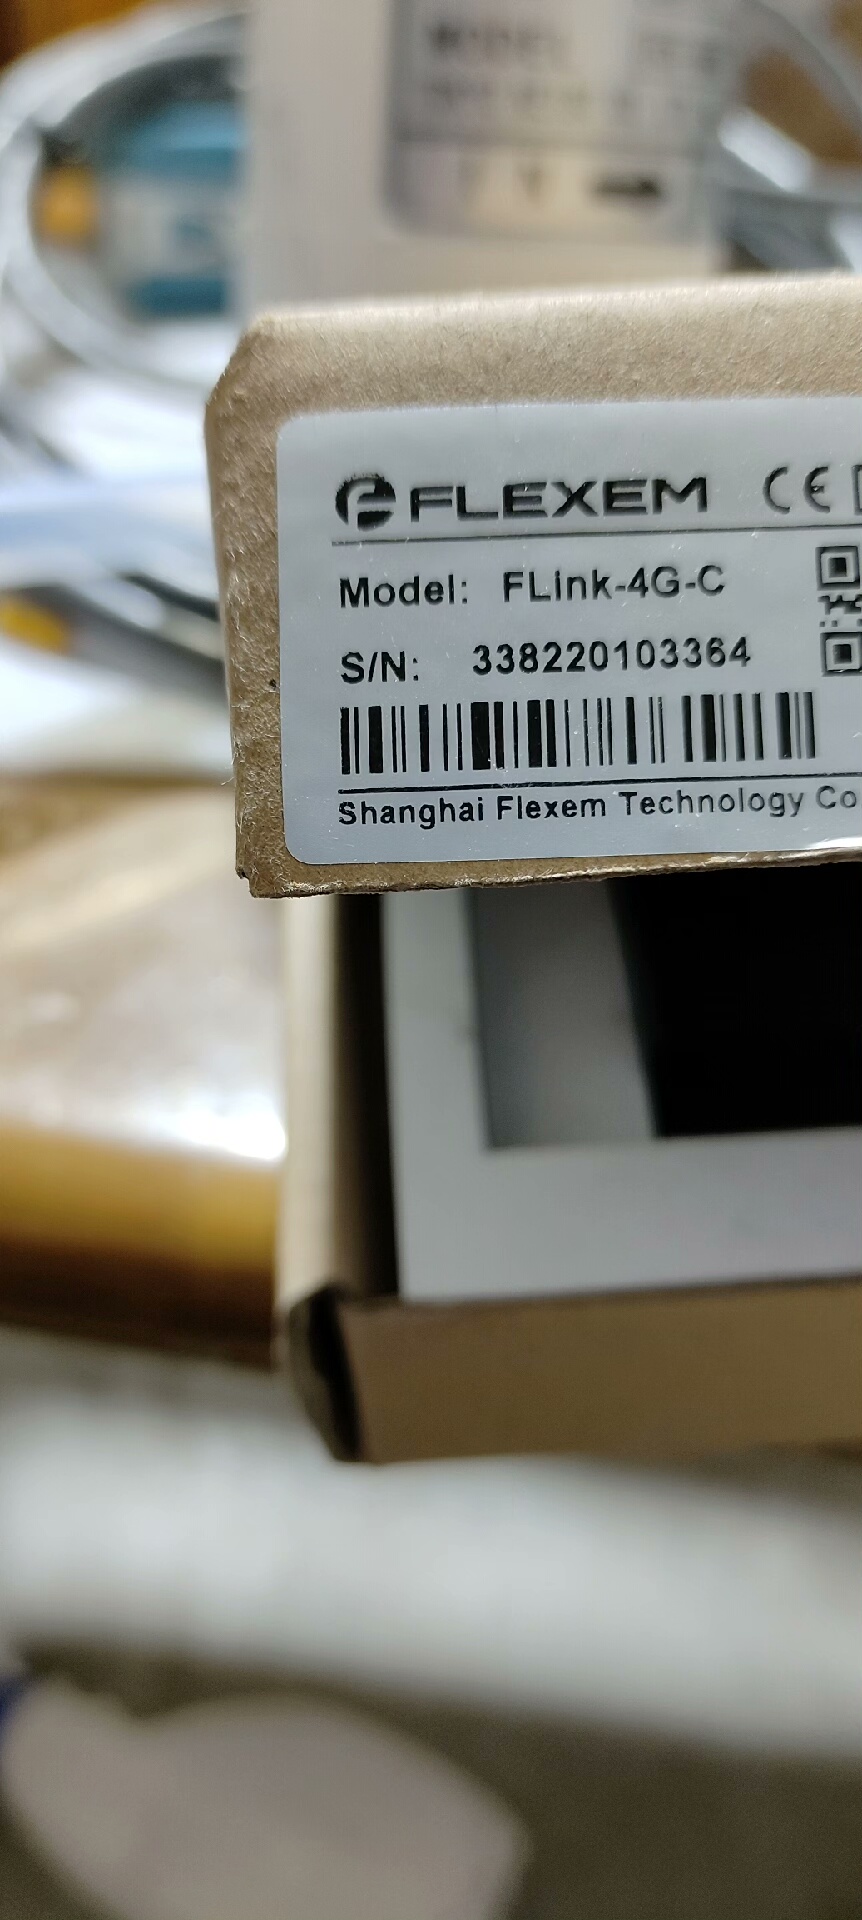 FLEXEM CE
Model: FLink-4G-C
S/N: 338220103364
Shanghai Flexem Technology Co